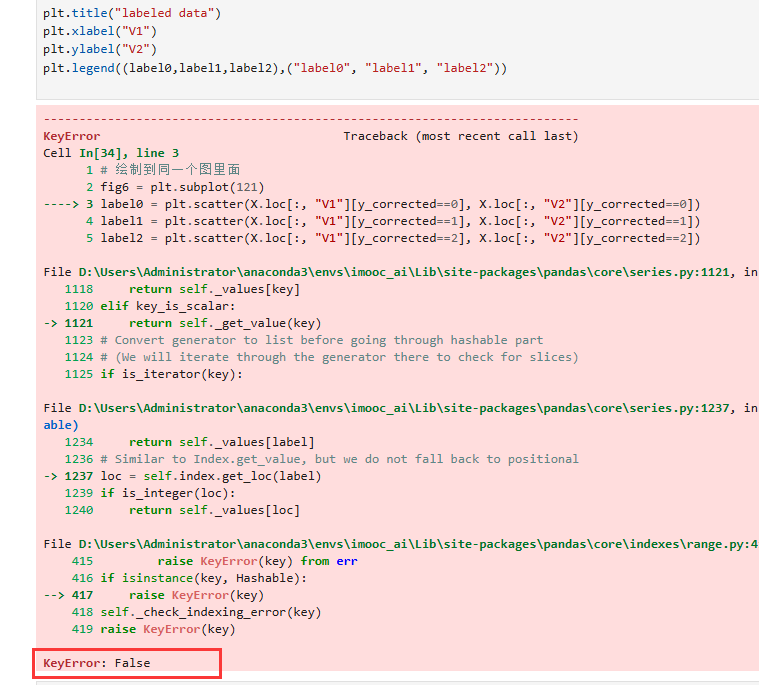 plt.title("labeled data")
plt.xlabel("V1")
plt.ylabel("V2")
plt.legend((label0,label1,label2),("label0", "label1", "label2"))
---------------------------------------------------------------------------
KeyError                                  Traceback (most recent call last)
Cell In[34], line 3
      1 # 绘制到同一个图里面
      2 fig6 = plt.subplot(121)
----> 3 label0 = plt.scatter(X.loc[:, "V1"][y_corrected==0], X.loc[:, "V2"][y_corrected==0])
      4 label1 = plt.scatter(X.loc[:, "V1"][y_corrected==1], X.loc[:, "V2"][y_corrected==1])
      5 label2 = plt.scatter(X.loc[:, "V1"][y_corrected==2], X.loc[:, "V2"][y_corrected==2])
File D:\Users\Administrator\anaconda3\envs\imooc_ai\Lib\site-packages\pandas\core\series.py:1121, in
   1118     return self._values[key]
   1120 elif key_is_scalar:
-> 1121     return self._get_value(key)
   1123 # Convert generator to list before going through hashable part
   1124 # (We will iterate through the generator there to check for slices)
   1125 if is_iterator(key):
File D:\Users\Administrator\anaconda3\envs\imooc_ai\Lib\site-packages\pandas\core\series.py:1237, in
able)
   1234     return self._values[label]
   1236 # Similar to Index.get_value, but we do not fall back to positional
-> 1237 loc = self.index.get_loc(label)
   1239 if is_integer(loc):
   1240     return self._values[loc]
File D:\Users\Administrator\anaconda3\envs\imooc_ai\Lib\site-packages\pandas\core\indexes\range.py:4
    415         raise KeyError(key) from err
    416 if isinstance(key, Hashable):
--> 417     raise KeyError(key)
    418 self._check_indexing_error(key)
    419 raise KeyError(key)
KeyError: False